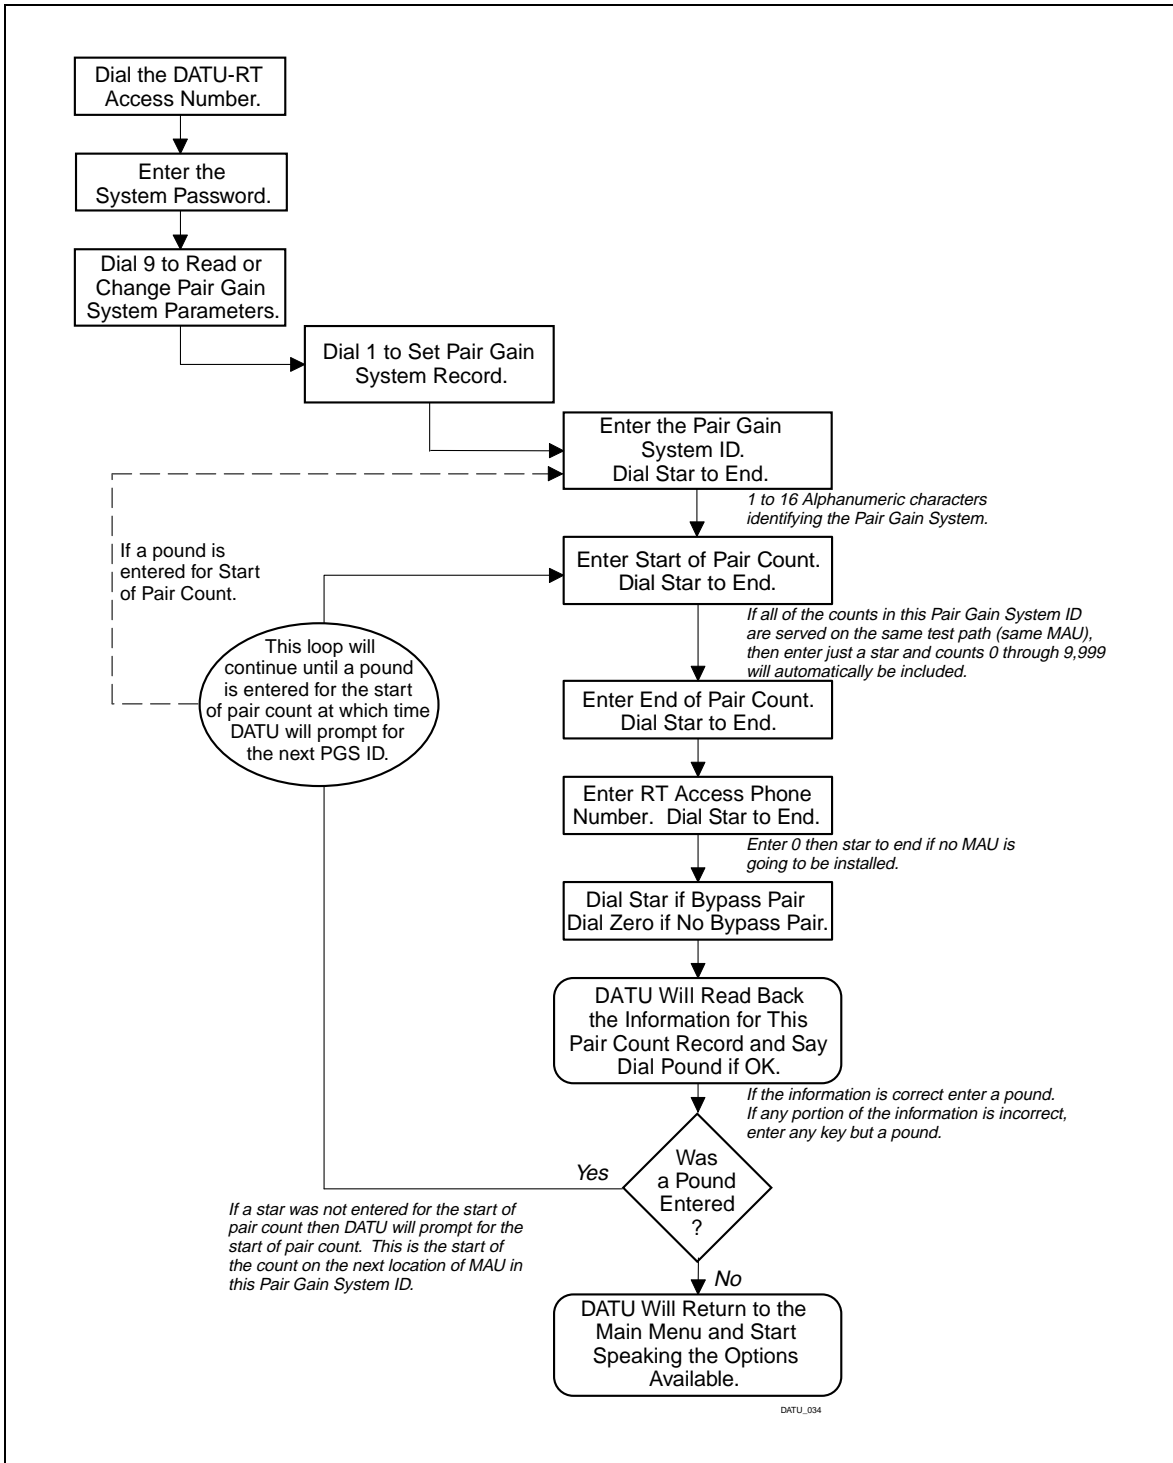 Dial the DATU-RT
Access Number.
Enter the
System Password.
Dial 9 to Read or
Change Pair Gain
System Parameters.
Dial 1 to Set Pair Gain
System Record.
Enter the Pair Gain
System ID.
Dial Star to End.
1 to 16 Alphanumeric characters
identifying the Pair Gain System.
If a pound is
entered for Start
of Pair Count.
Enter Start of Pair Count.
Dial Star to End.
If all of the counts in this Pair Gain System ID
are served on the same test path (same MAU),
then enter just a star and counts 0 through 9,999
will automatically be included.
This loop will
continue until a pound
is entered for the start
of pair count at which time
DATU will prompt for
the next PGS ID.
Enter End of Pair Count.
Dial Star to End.
Enter RT Access Phone
Number. Dial Star to End.
Enter 0 then star to end if no MAU is
going to be installed.
Dial Star if Bypass Pair
Dial Zero if No Bypass Pair.
DATU Will Read Back
the Information for This
Pair Count Record and Say
Dial Pound if OK.
If the information is correct enter a pound.
If any portion of the information is incorrect,
enter any key but a pound.
Was
a Pound
Entered
?
Yes
If a star was not entered for the start of
pair count then DATU will prompt for the
start of pair count. This is the start of
the count on the next location of MAU in
this Pair Gain System ID.
No
DATU Will Return to the
Main Menu and Start
Speaking the Options
Available.
DATU_034